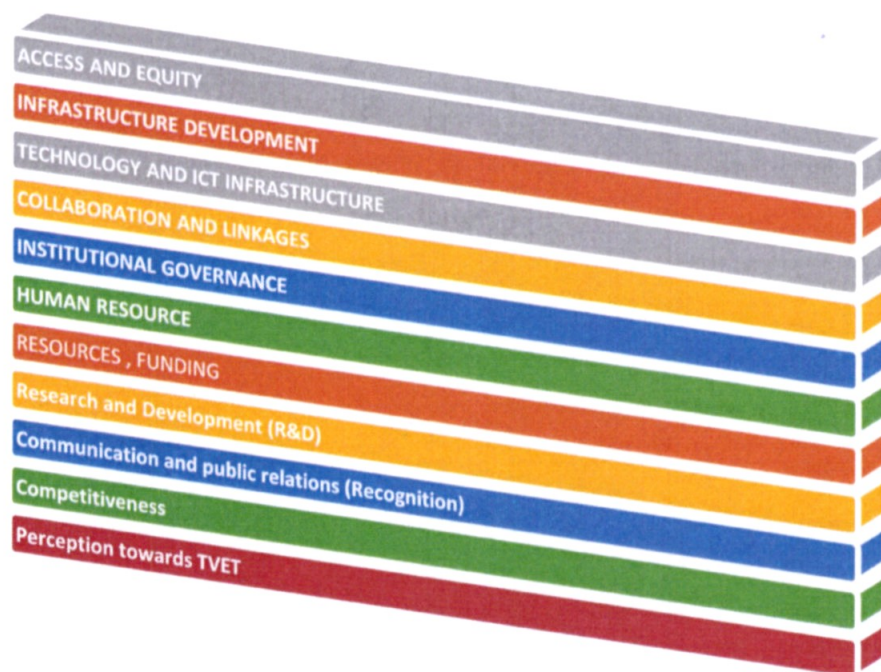 ACCESS AND EQUITY
INFRASTRUCTURE DEVELOPMENT
TECHNOLOGY AND ICT INFRASTRUCTURE
COLLABORATION AND LINKAGES
INSTITUTIONAL GOVERNANCE
HUMAN RESOURCE
RESOURCES , FUNDING
Research and Development (R&D)
Communication and public relations (Recognition)
Competitiveness
Perception towards TVET